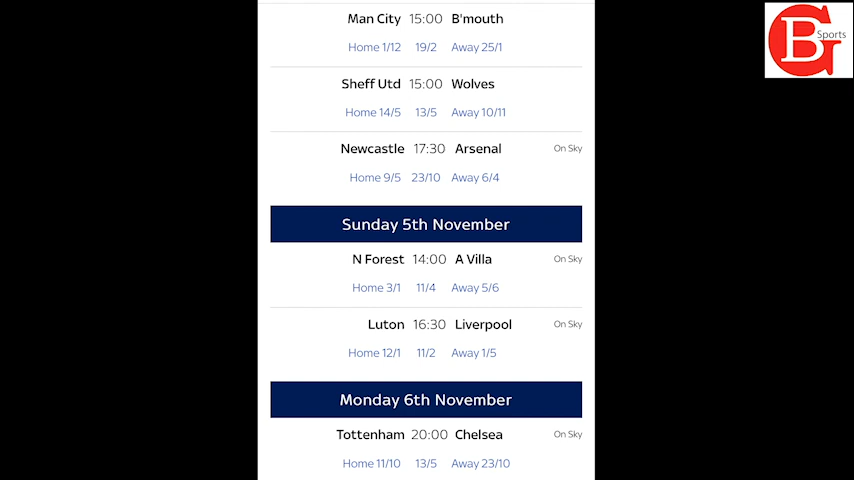 BG Sports
Man City 15:00 B'mouth
Home 1/12 19/2 Away 25/1
Sheff Utd 15:00 Wolves
Home 14/5 13/5 Away 10/11
Newcastle 17:30 Arsenal On Sky
Home 9/5 23/10 Away 6/4
Sunday 5th November
N Forest 14:00 A Villa On Sky
Home 3/1 11/4 Away 5/6
Luton 16:30 Liverpool On Sky
Home 12/1 11/2 Away 1/5
Monday 6th November
Tottenham 20:00 Chelsea On Sky
Home 11/10 13/5 Away 23/10